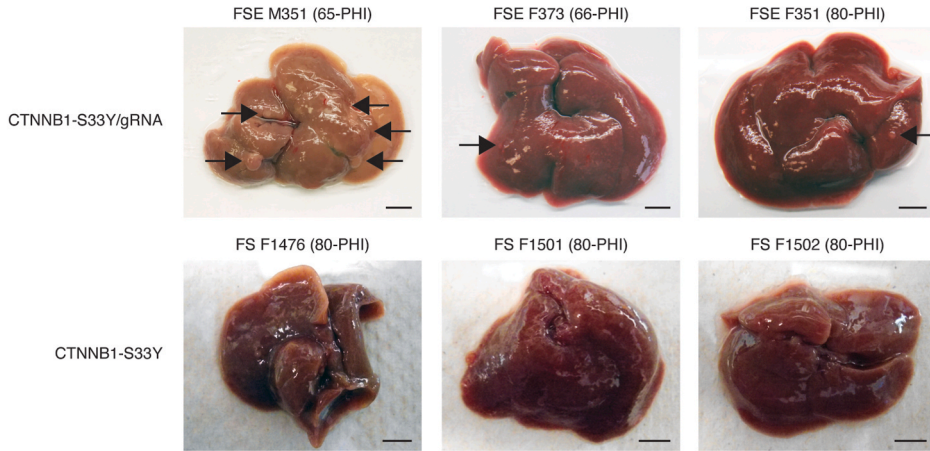 FSE M351 (65-PHI)
FSE F373 (66-PHI)
FSE F351 (80-PHI)
CTNNB1-S33Y/gRNA
FS F1476 (80-PHI)
FS F1501 (80-PHI)
FS F1502 (80-PHI)
CTNNB1-S33Y